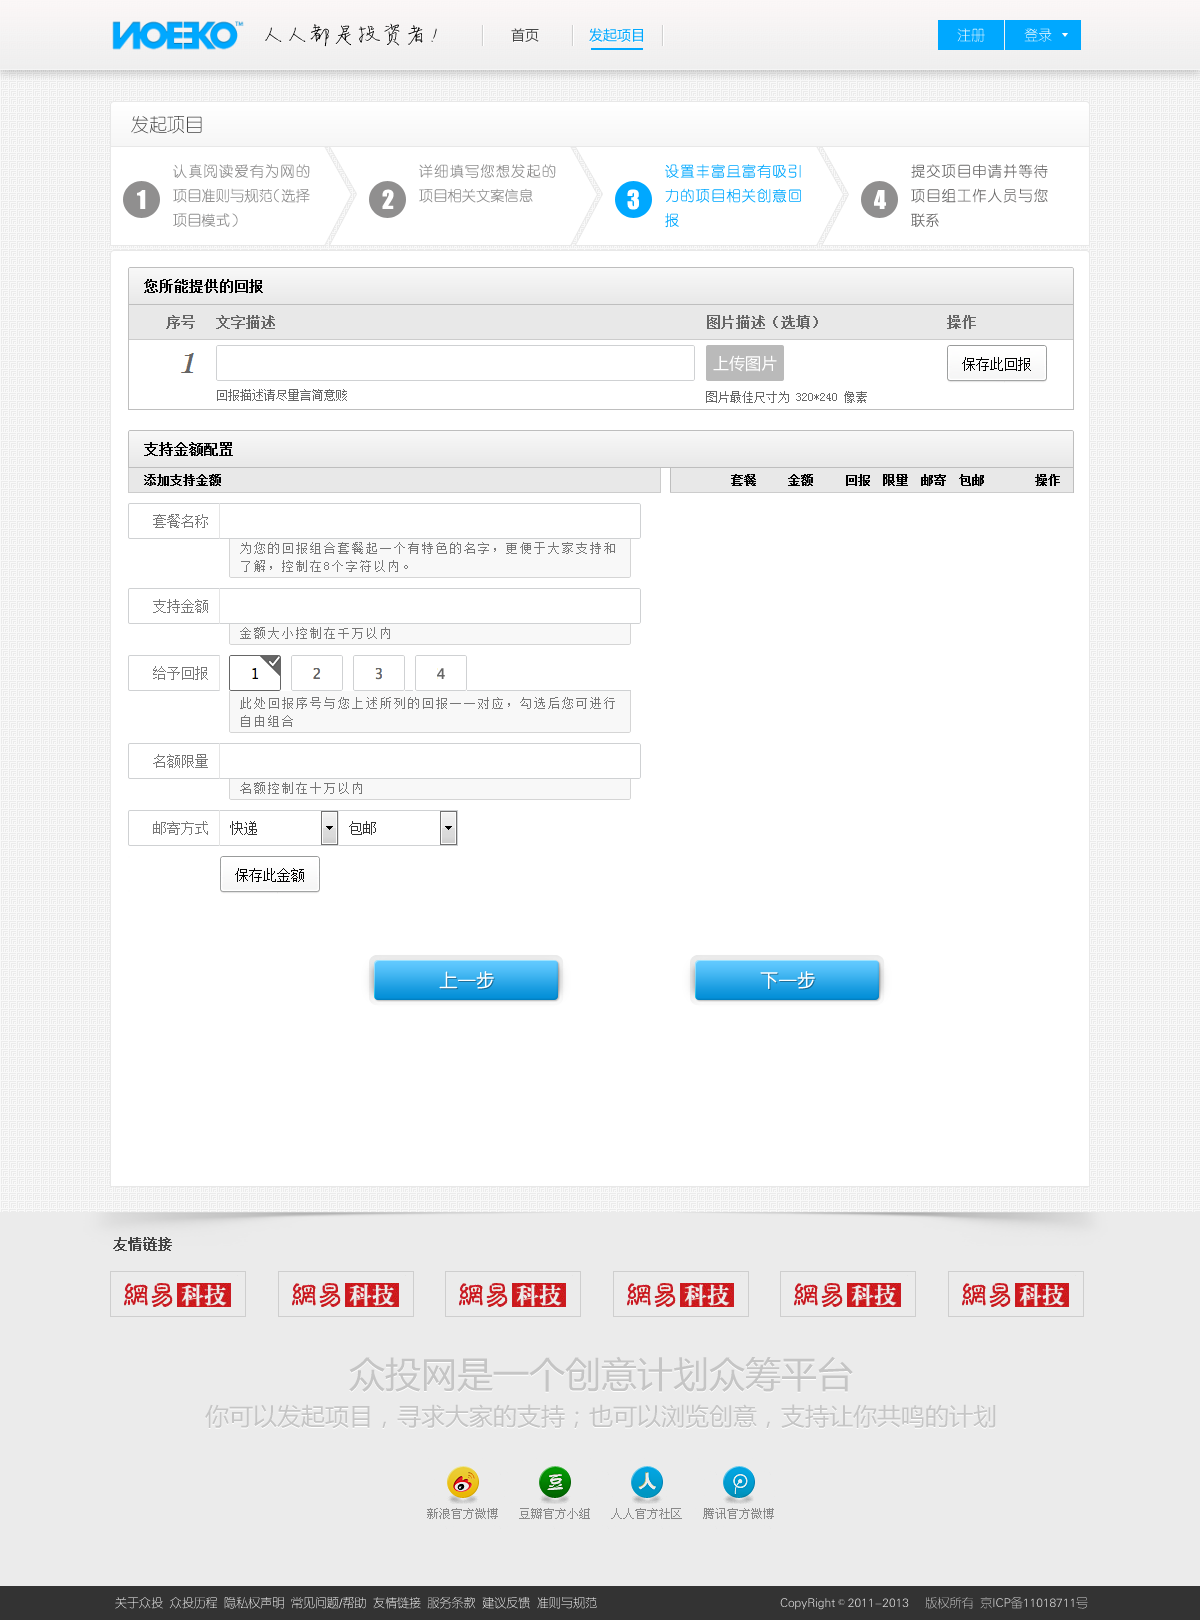 ИOEKO™ 人人都是投资者! 首页 发起项目 注册 登录
发起项目
1 认真阅读爱有为网的
项目准则与规范(选择
项目模式)
2 详细填写您想发起的
项目相关文案信息
3 设置丰富且富有吸引
力的项目相关创意回
报
4 提交项目申请并等待
项目组工作人员与您
联系
您所能提供的回报
序号 文字描述 图片描述(选填) 操作
1 上传图片 保存此回报
回报描述请尽量言简意赅 图片最佳尺寸为 320*240 像素
支持金额配置
添加支持金额 套餐 金额 回报 限量 邮寄 包邮 操作
套餐名称
为您的回报组合套餐起一个有特色的名字,更便于大家支持和
了解,控制在8个字符以内。
支持金额
金额大小控制在千万以内
给予回报 1 2 3 4
此处回报序号与您上述所列的回报一一对应,勾选后您可进行
自由组合
名额限量
名额控制在十万以内
邮寄方式 快递 包邮
保存此金额
上一步 下一步
友情链接
網易科技 網易科技 網易科技 網易科技 網易科技 網易科技
众投网是一个创意计划众筹平台
你可以发起项目,寻求大家的支持;也可以浏览创意,支持让你共鸣的计划
新浪官方微博 豆瓣官方小组 人人官方社区 腾讯官方微博
关于众投 众投历程 隐私权声明 常见问题/帮助 友情链接 服务条款 建议反馈 准则与规范 CopyRight © 2011-2013 版权所有 京ICP备11018711号